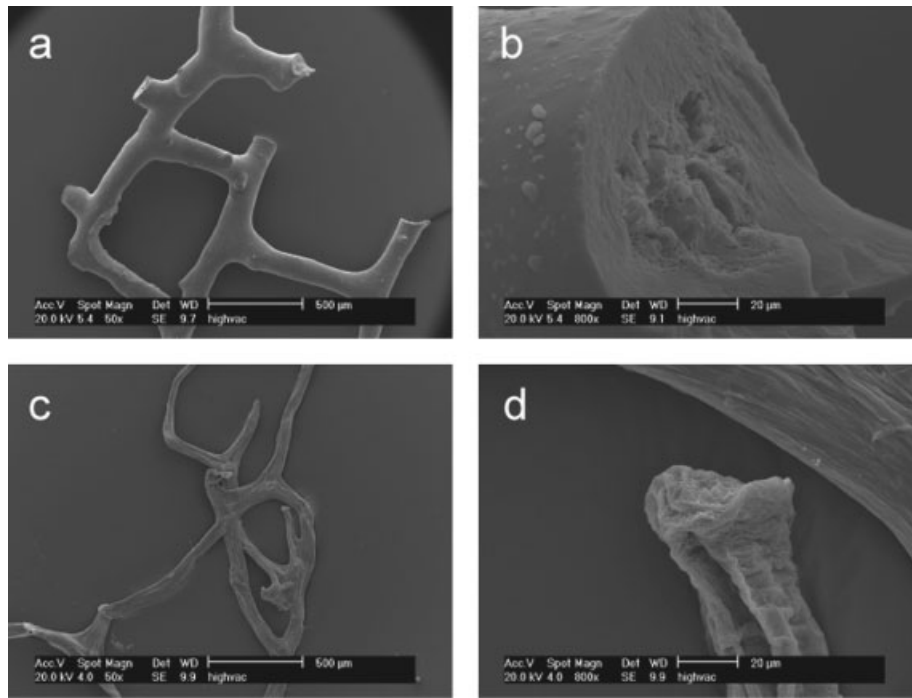 a
Acc.V Spot Magn Det WD 500 µm
20.0 kV 5.4 50x SE 9.7 highvac
b
Acc.V Spot Magn Det WD 20 µm
20.0 kV 5.4 800x SE 9.1 highvac
c
Acc.V Spot Magn Det WD 500 µm
20.0 kV 4.0 50x SE 9.9 highvac
d
Acc.V Spot Magn Det WD 20 µm
20.0 kV 4.0 800x SE 9.9 highvac